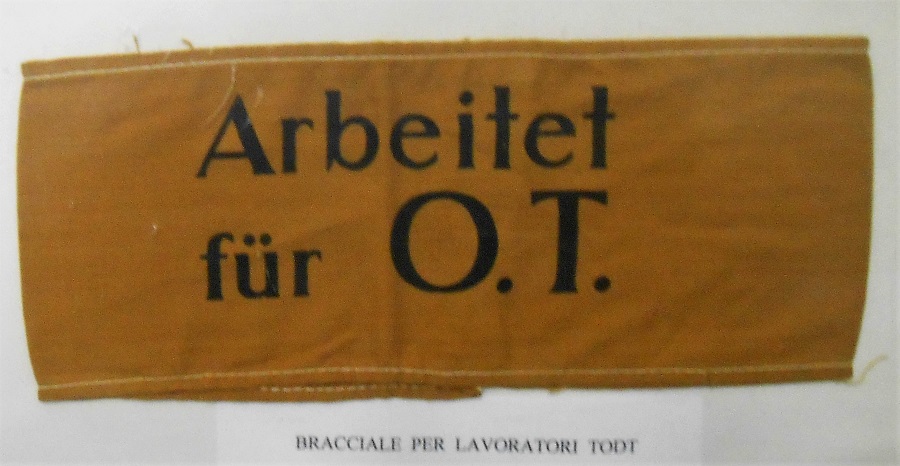 Arbeitet
für O.T.
BRACCIALE PER LAVORATORI TODT